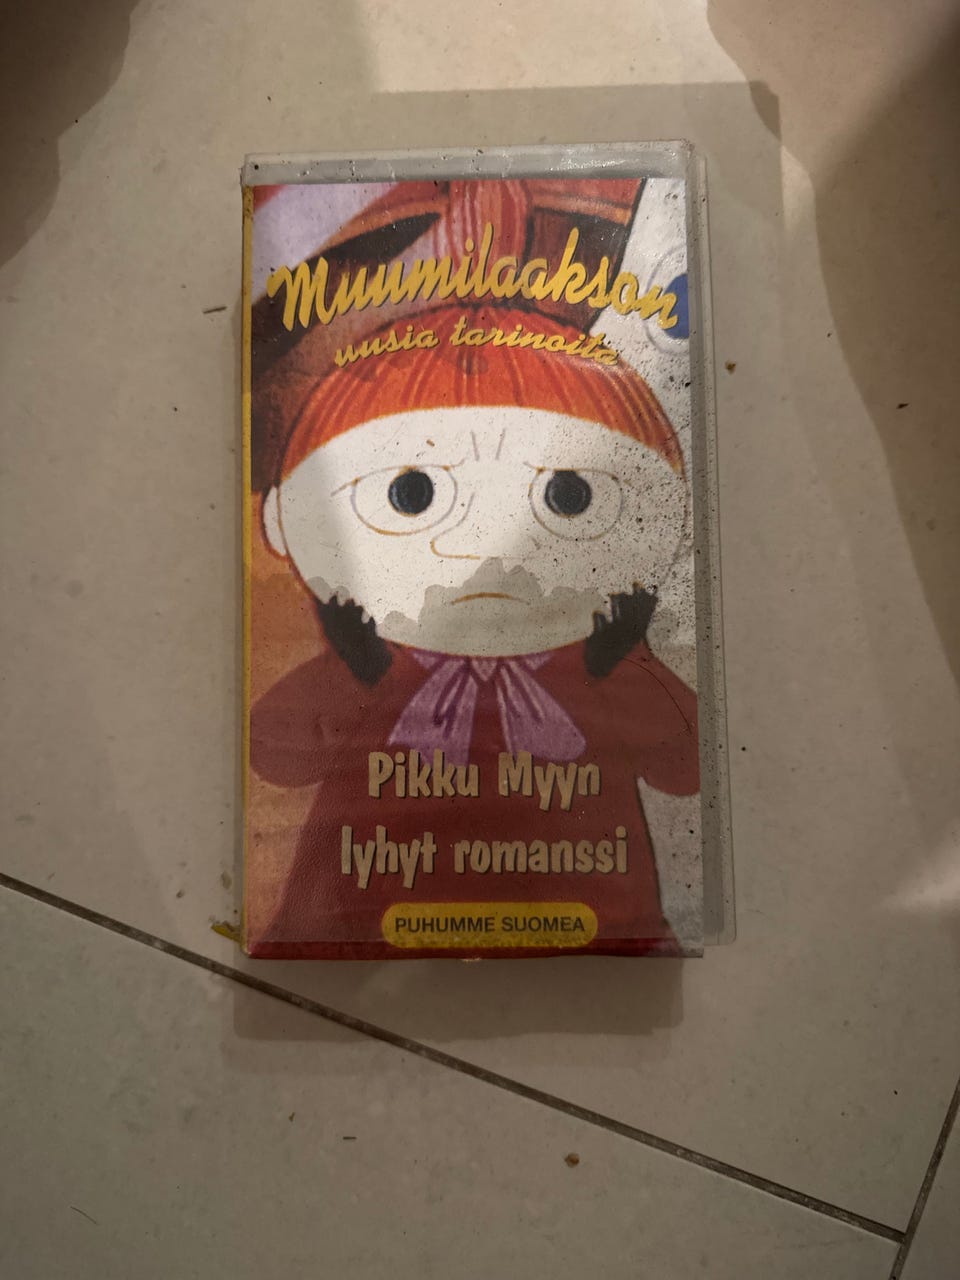 Muumilaakson
uusia tarinoita
Pikku Myyn
lyhyt romanssi
PUHUMME SUOMEA